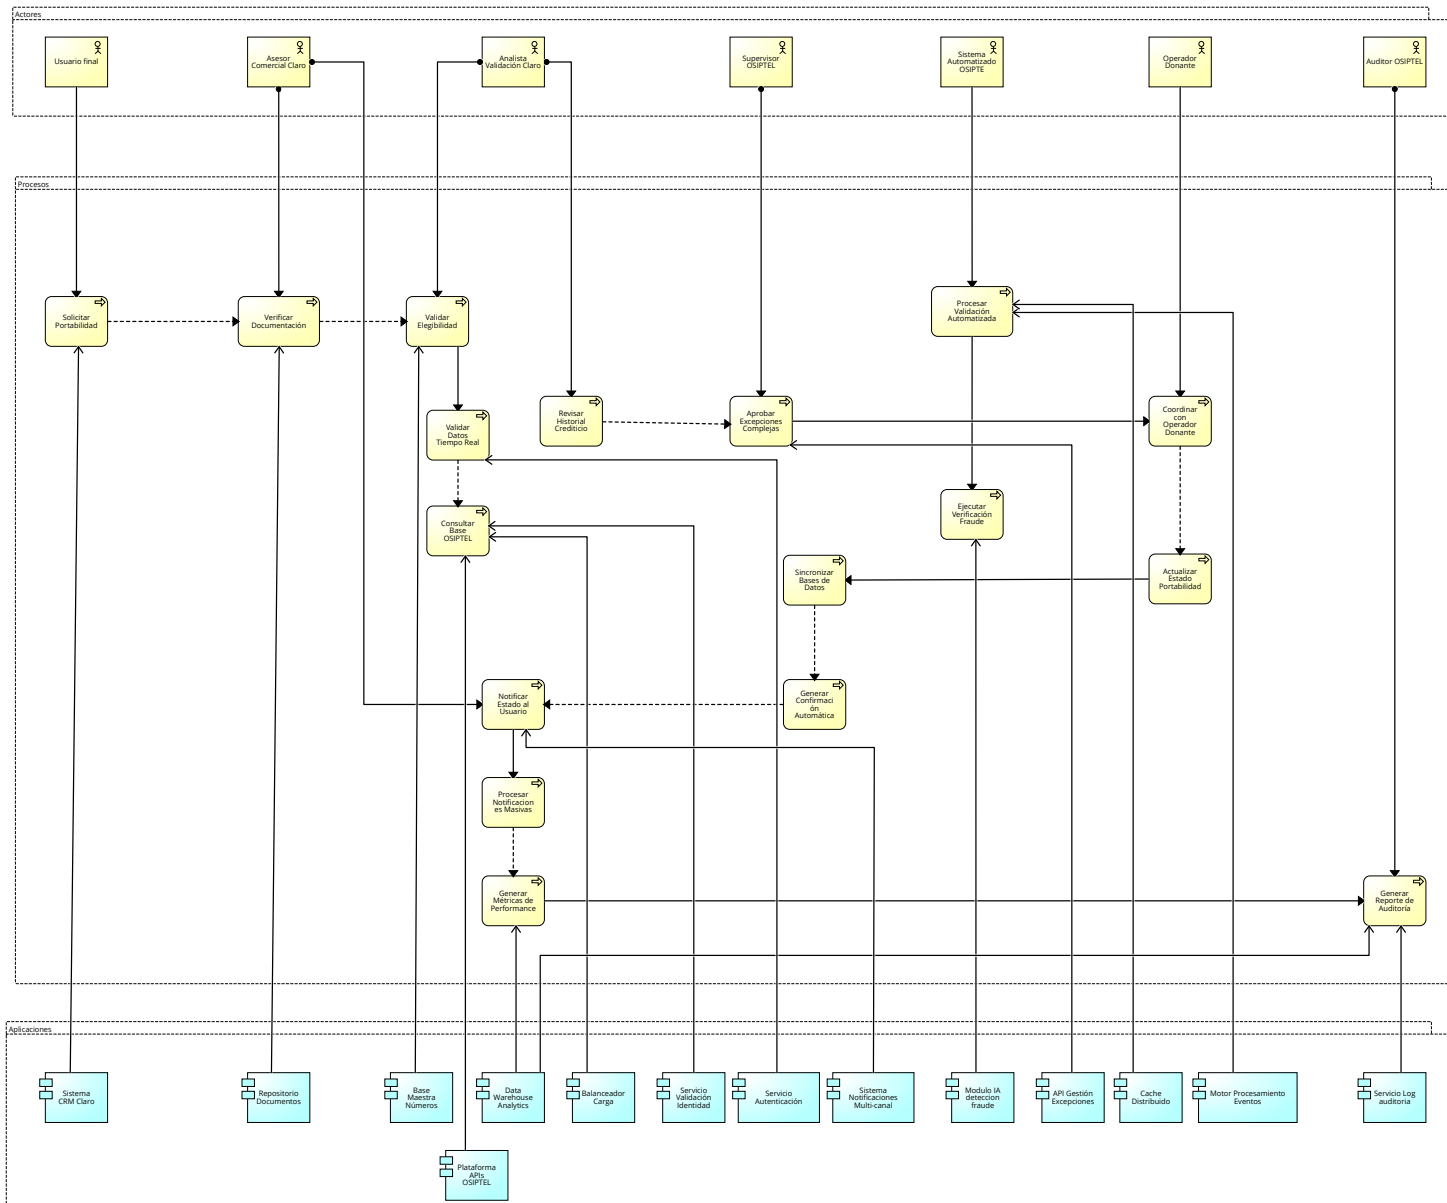 Actores
Usuario final
Asesor
Comercial Claro
Analista
Validación Claro
Supervisor
OSIPTEL
Sistema
Automatizado
OSIPTE
Operador
Donante
Auditor OSIPTEL
Procesos
Solicitar
Portabilidad
Verificar
Documentación
Validar
Elegibilidad
Procesar
Validación
Automatizada
Validar
Datos
Tiempo Real
Revisar
Historial
Crediticio
Aprobar
Excepciones
Complejas
Coordinar
con
Operador
Donante
Consultar
Base
OSIPTEL
Ejecutar
Verificación
Fraude
Sincronizar
Bases de
Datos
Actualizar
Estado
Portabilidad
Notificar
Estado al
Usuario
Generar
Confirmaci
ón
Automática
Procesar
Notificacion
es Masivas
Generar
Métricas de
Performance
Generar
Reporte de
Auditoría
Aplicaciones
Sistema
CRM Claro
Repositorio
Documentos
Base
Maestra
Números
Data
Warehouse
Analytics
Balanceador
Carga
Servicio
Validación
Identidad
Servicio
Autenticación
Sistema
Notificaciones
Multi-canal
Modulo IA
deteccion
fraude
API Gestión
Excepciones
Cache
Distribuido
Motor Procesamiento
Eventos
Servicio Log
auditoria
Plataforma
APIs
OSIPTEL